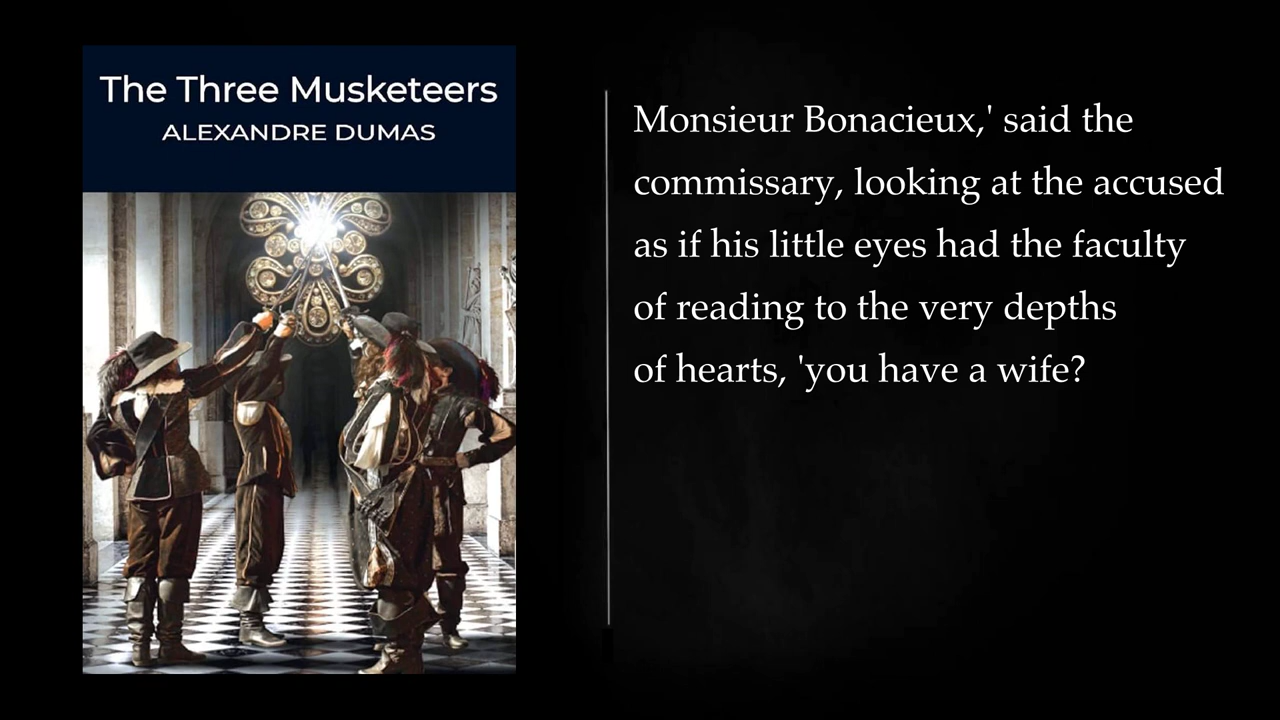 The Three Musketeers
ALEXANDRE DUMAS
Monsieur Bonacieux,' said the
commissary, looking at the accused
as if his little eyes had the faculty
of reading to the very depths
of hearts, 'you have a wife?